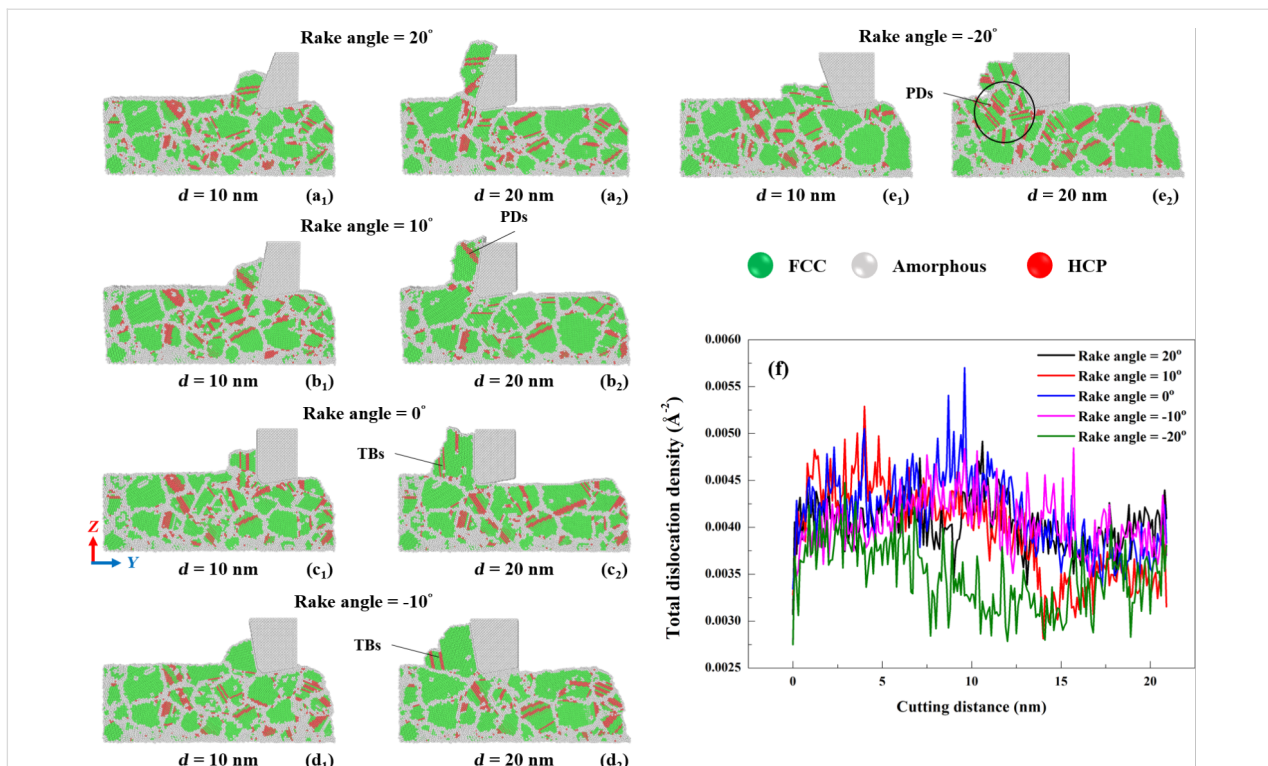 Rake angle = 20°
d = 10 nm (a₁)
d = 20 nm (a₂)
Rake angle = 10°
PDs
d = 10 nm (b₁)
d = 20 nm (b₂)
Rake angle = 0°
TBs
Z
Y
d = 10 nm (c₁)
d = 20 nm (c₂)
Rake angle = -10°
TBs
d = 10 nm (d₁)
d = 20 nm (d₂)
Rake angle = -20°
PDs
d = 10 nm (e₁)
d = 20 nm (e₂)
FCC
Amorphous
HCP
(f)
Rake angle = 20°
Rake angle = 10°
Rake angle = 0°
Rake angle = -10°
Rake angle = -20°
Total dislocation density (Å⁻²)
0.0060
0.0055
0.0050
0.0045
0.0040
0.0035
0.0030
0.0025
0 5 10 15 20
Cutting distance (nm)